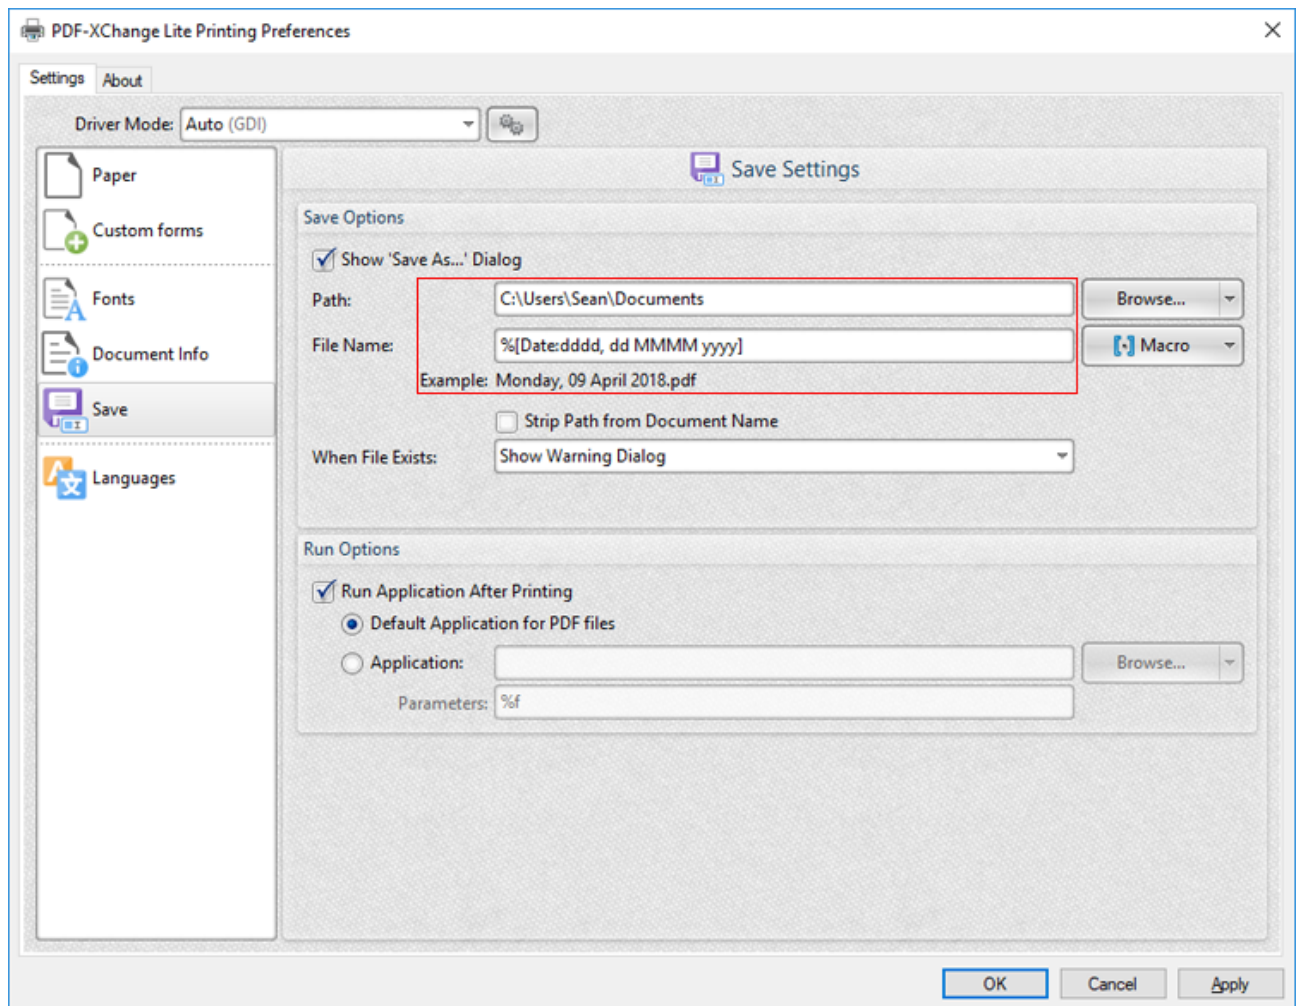 PDF-XChange Lite Printing Preferences
Settings About
Driver Mode: Auto (GDI)
Paper
Custom forms
Fonts
Document Info
Save
Languages
Save Settings
Save Options
Show 'Save As...' Dialog
Path: C:\Users\Sean\Documents Browse...
File Name: %[Date:dddd, dd MMMM yyyy] Macro
Example: Monday, 09 April 2018.pdf
Strip Path from Document Name
When File Exists: Show Warning Dialog
Run Options
Run Application After Printing
Default Application for PDF files
Application: Browse...
Parameters: %f
OK Cancel Apply